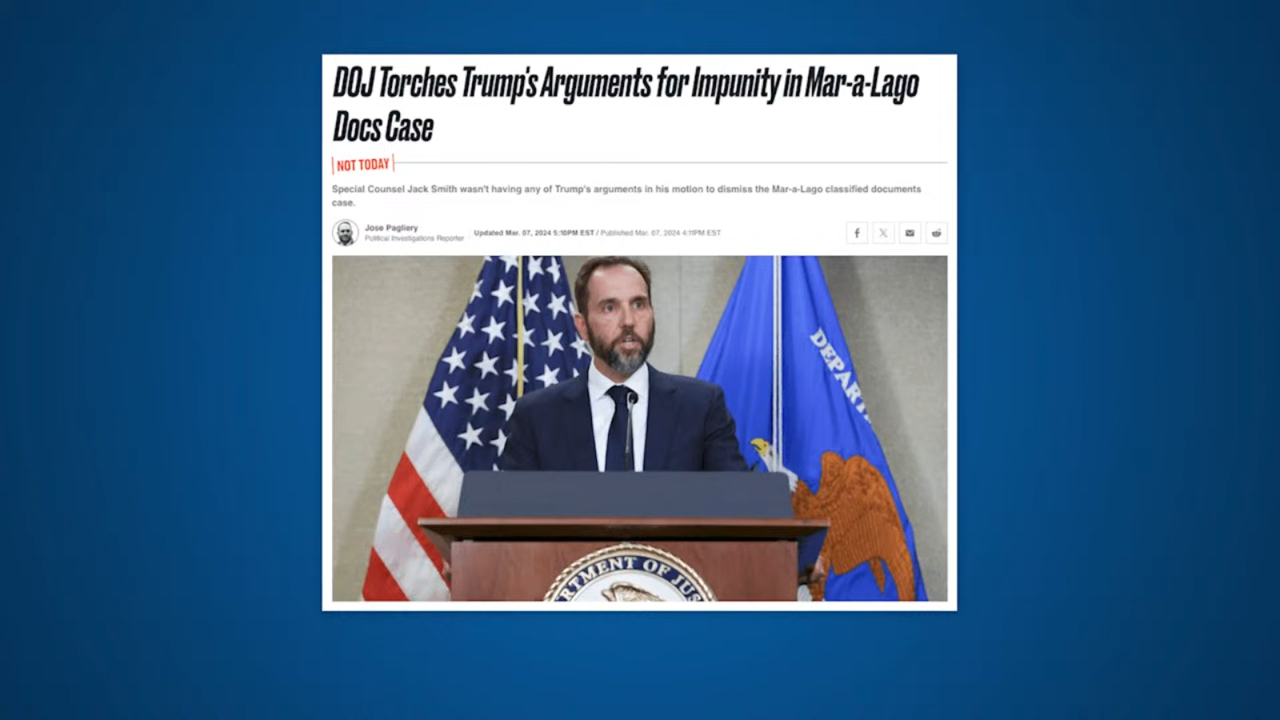 DOJ Torches Trump's Arguments for Impunity in Mar-a-Lago
Docs Case
NOT TODAY
Special Counsel Jack Smith wasn't having any of Trump's arguments in his motion to dismiss the Mar-a-Lago classified documents
case.
Jose Pagliery
Political Investigations Reporter
Updated Mar. 07, 2024 5:10PM EST / Published Mar. 07, 2024 4:11PM EST
DEPART
RTMENT OF JUS